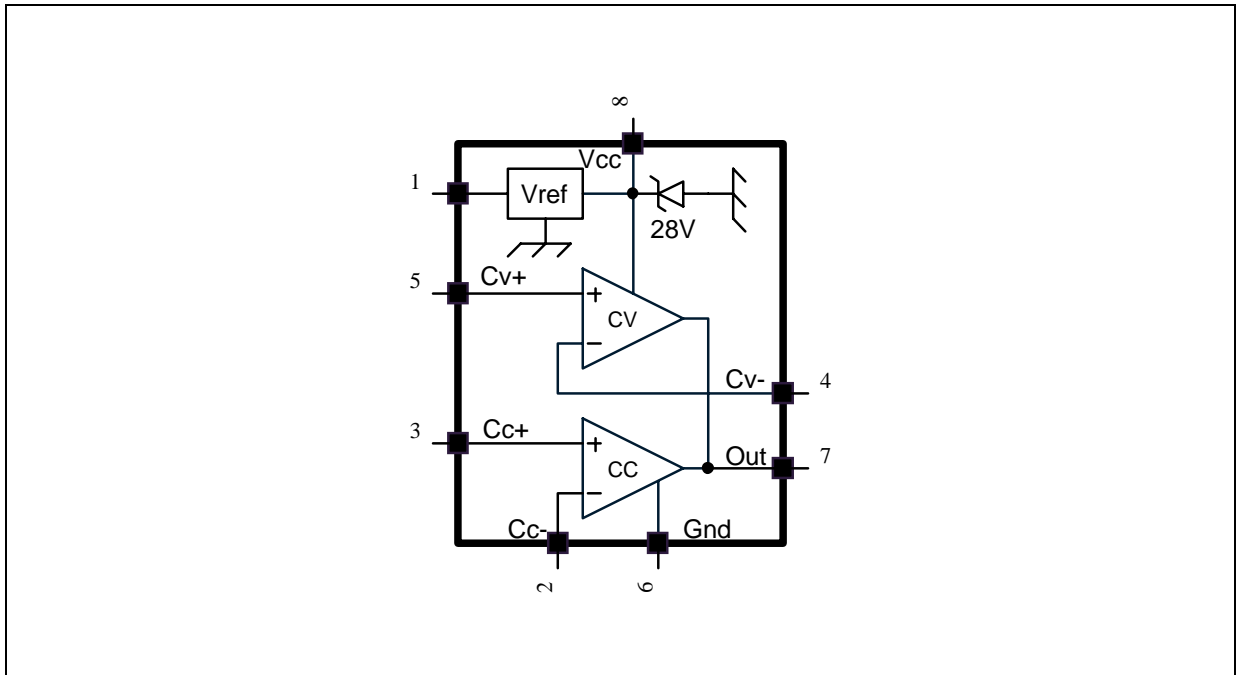 8
Vcc
1
Vref
28V
5
Cv+
+
CV
−
Cv-
4
3
Cc+
+
CC
Out
7
−
Cc-
Gnd
2
6